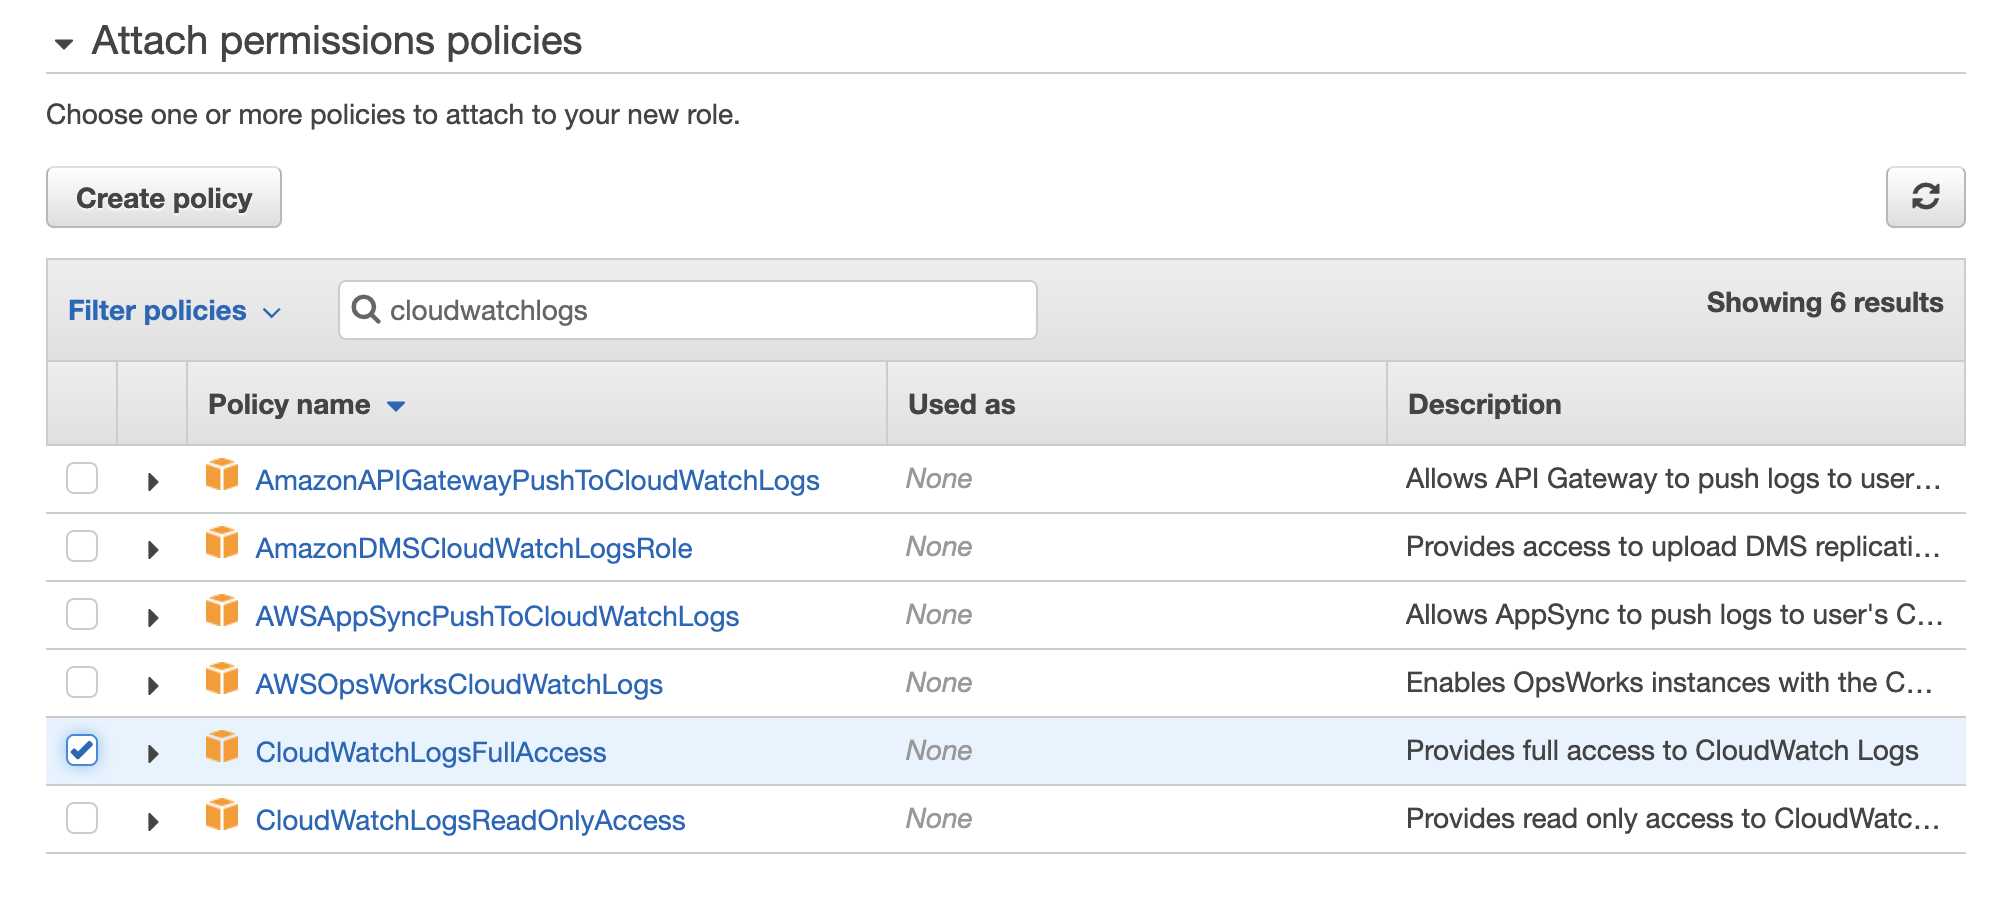 Attach permissions policies
Choose one or more policies to attach to your new role.
Create policy
Filter policies cloudwatchlogs Showing 6 results
Policy name Used as Description
AmazonAPIGatewayPushToCloudWatchLogs None Allows API Gateway to push logs to user...
AmazonDMSCloudWatchLogsRole None Provides access to upload DMS replicati...
AWSAppSyncPushToCloudWatchLogs None Allows AppSync to push logs to user's C...
AWSOpsWorksCloudWatchLogs None Enables OpsWorks instances with the C...
CloudWatchLogsFullAccess None Provides full access to CloudWatch Logs
CloudWatchLogsReadOnlyAccess None Provides read only access to CloudWatc...